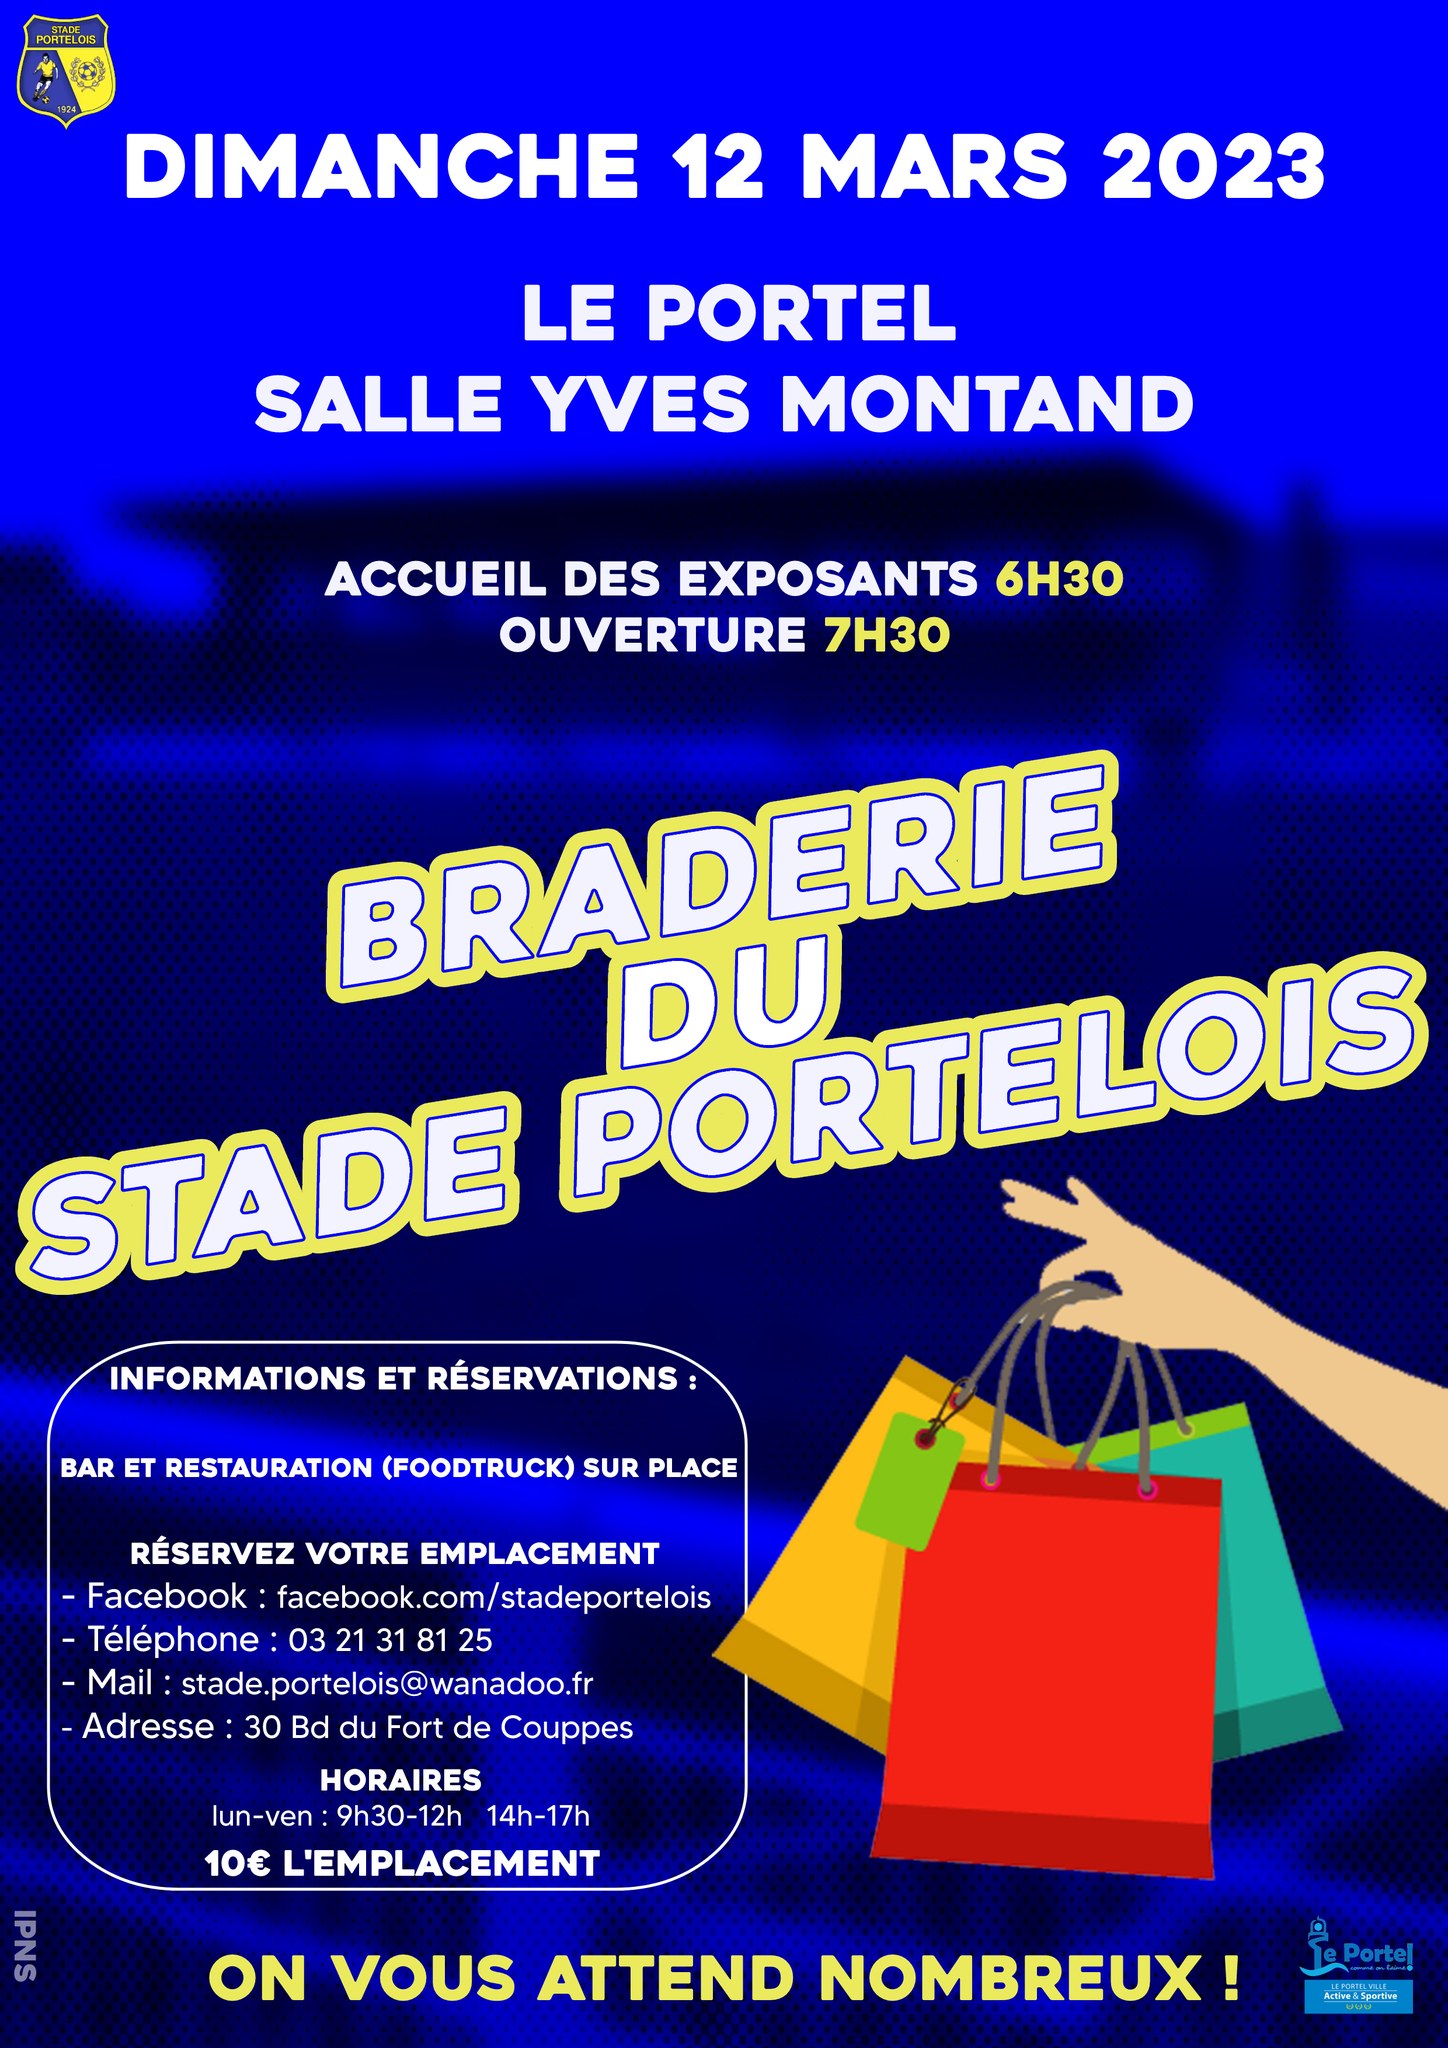 STADE
PORTELOIS
1924
DIMANCHE 12 MARS 2023
LE PORTEL
SALLE YVES MONTAND
ACCUEIL DES EXPOSANTS 6H30
OUVERTURE 7H30
BRADERIE
DU
STADE PORTELOIS
INFORMATIONS ET RÉSERVATIONS :
BAR ET RESTAURATION (FOODTRUCK) SUR PLACE
RÉSERVEZ VOTRE EMPLACEMENT
- Facebook : facebook.com/stadeportelois
- Téléphone : 03 21 31 81 25
- Mail : stade.portelois@wanadoo.fr
- Adresse : 30 Bd du Fort de Couppes
HORAIRES
lun-ven : 9h30-12h 14h-17h
10€ L'EMPLACEMENT
IPNS
ON VOUS ATTEND NOMBREUX !
Le Portel
comme on l'aime!
LE PORTEL VILLE
Active & Sportive